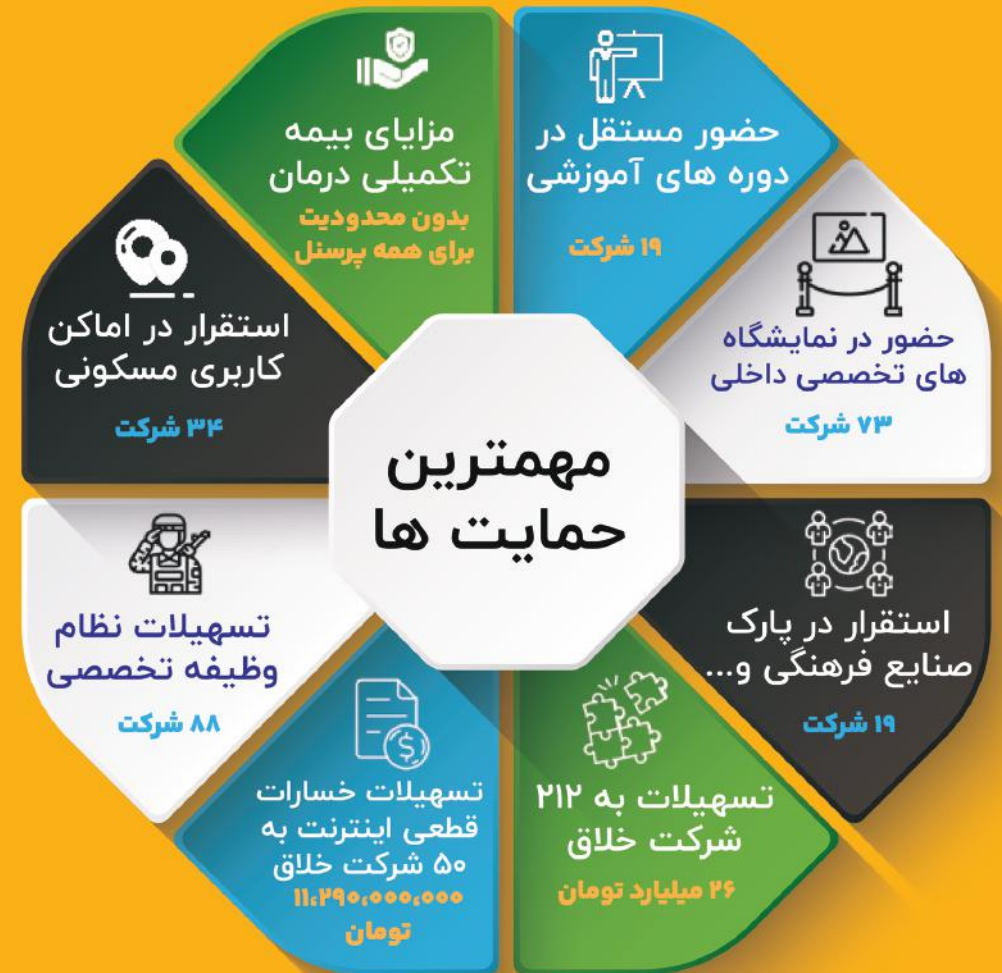 مهمترین
حمایت ها
حضور مستقل در
دوره های آموزشی
۱۹ شرکت
حضور در نمایشگاه
های تخصصی داخلی
۷۳ شرکت
استقرار در پارک
صنایع فرهنگی و...
۱۹ شرکت
تسهیلات به ۲۱۲
شرکت خلاق
۲۶ میلیارد تومان
تسهیلات خسارات
قطعی اینترنت به
۵۰ شرکت خلاق
۱۱،۲۹۰،۰۰۰،۰۰۰
تومان
تسهیلات نظام
وظیفه تخصصی
۸۸ شرکت
استقرار در اماکن
کاربری مسکونی
۳۴ شرکت
مزایای بیمه
تکمیلی درمان
بدون محدودیت
برای همه پرسنل